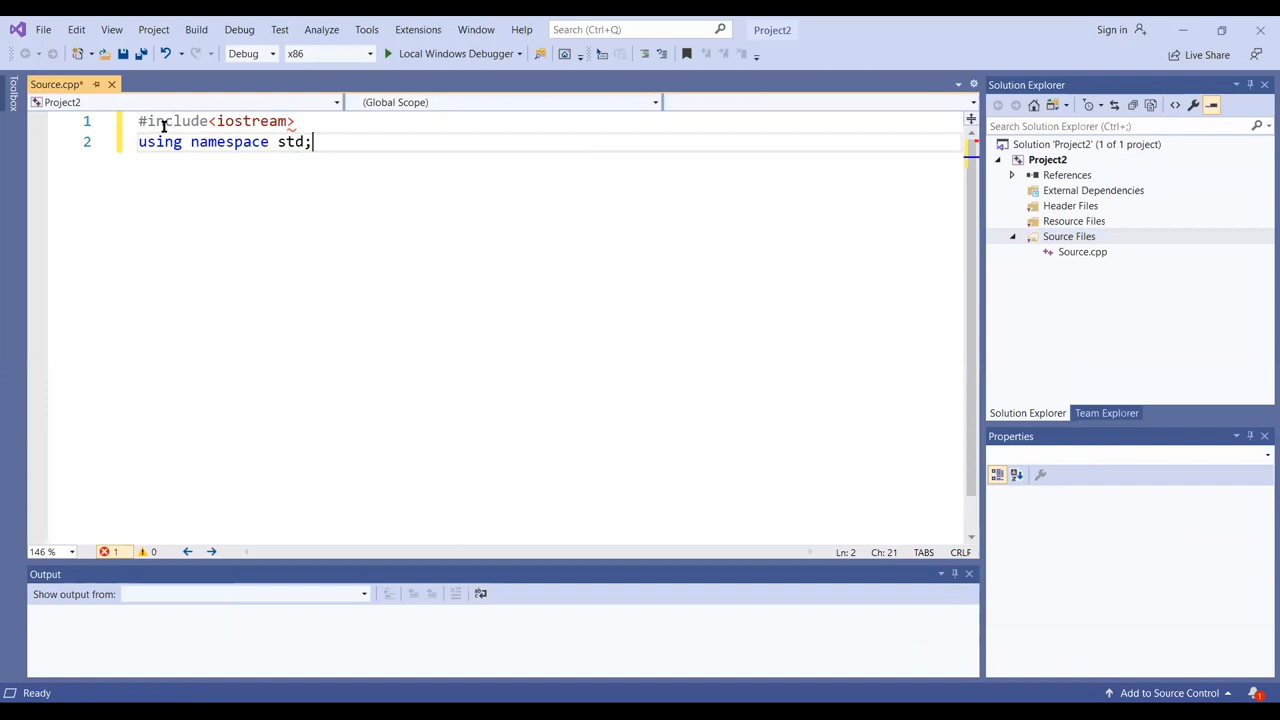 File Edit View Git Project Build Debug Test Analyze Tools Extensions Window Help Search (Ctrl+Q) Project2 Sign in
Debug x86 Local Windows Debugger Live Share
Toolbox
Source.cpp*
Project2 (Global Scope)
1 #include<iostream>
2 using namespace std;
146 % 1 0 Ln: 2 Ch: 21 TABS CRLF
Output
Show output from:
Solution Explorer
Search Solution Explorer (Ctrl+;)
Solution 'Project2' (1 of 1 project)
Project2
References
External Dependencies
Header Files
Resource Files
Source Files
Source.cpp
Solution Explorer Team Explorer
Properties
Ready Add to Source Control 1